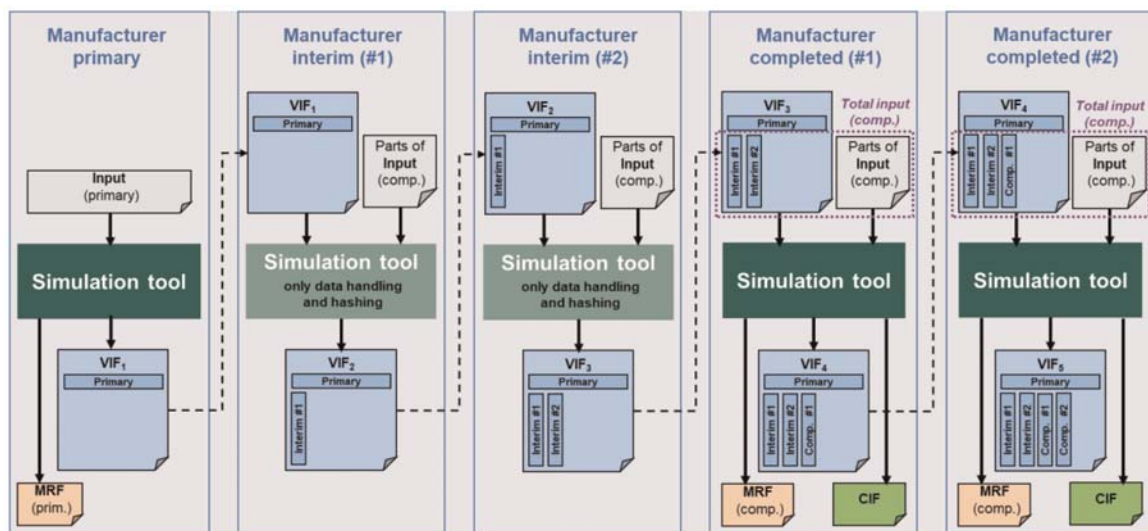 Manufacturer
primary
Input
(primary)
Simulation tool
VIF₁
Primary
MRF
(prim.)
Manufacturer
interim (#1)
VIF₁
Primary
Parts of
Input
(comp.)
Simulation tool
only data handling
and hashing
VIF₂
Primary
Interim #1
Manufacturer
interim (#2)
VIF₂
Primary
Interim #1
Parts of
Input
(comp.)
Simulation tool
only data handling
and hashing
VIF₃
Primary
Interim #1
Interim #2
Manufacturer
completed (#1)
VIF₃
Total input
(comp.)
Primary
Interim #1
Interim #2
Parts of
Input
(comp.)
Simulation tool
VIF₄
Primary
Interim #1
Interim #2
Comp. #1
MRF
(comp.)
CIF
Manufacturer
completed (#2)
VIF₄
Total input
(comp.)
Primary
Interim #1
Interim #2
Comp. #1
Parts of
Input
(comp.)
Simulation tool
VIF₅
Primary
Interim #1
Interim #2
Comp. #1
Comp. #2
MRF
(comp.)
CIF